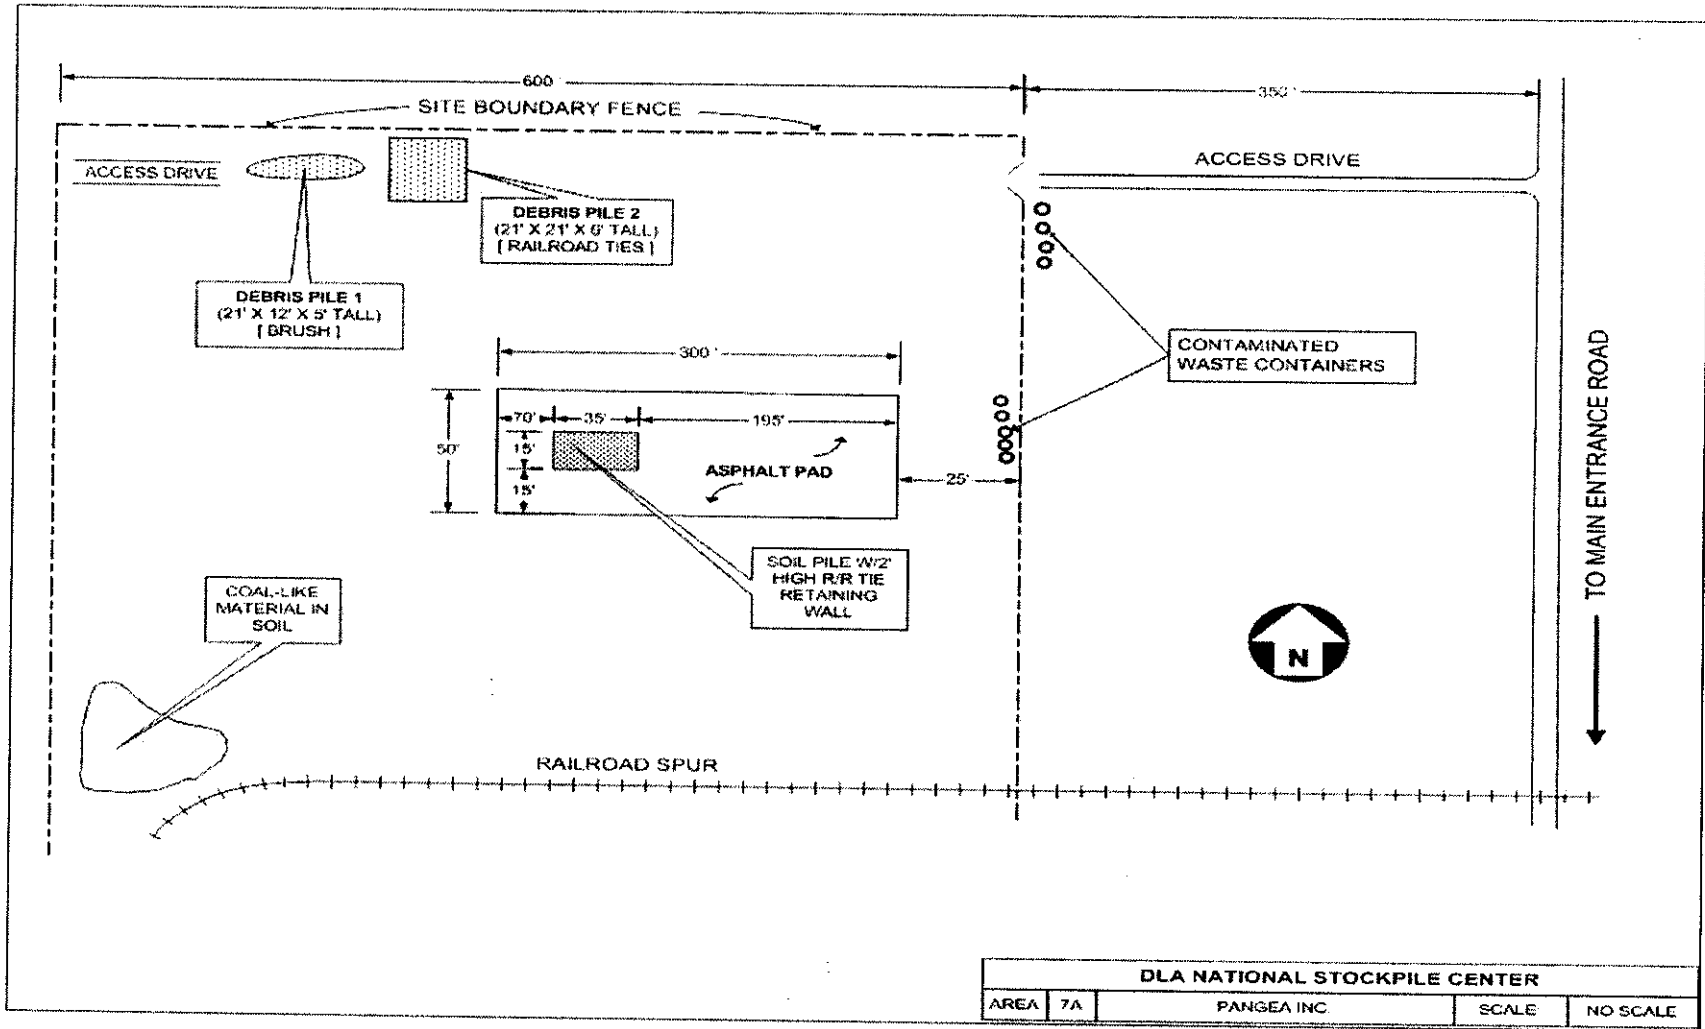 600'
350'
SITE BOUNDARY FENCE
ACCESS DRIVE
ACCESS DRIVE
DEBRIS PILE 2
(21' X 21' X 6' TALL)
[ RAILROAD TIES ]
DEBRIS PILE 1
(21' X 12' X 5' TALL)
[ BRUSH ]
CONTAMINATED
WASTE CONTAINERS
300'
70'
35'
195'
50'
15'
15'
ASPHALT PAD
25'
SOIL PILE W/2'
HIGH R/R TIE
RETAINING
WALL
COAL-LIKE
MATERIAL IN
SOIL
N
TO MAIN ENTRANCE ROAD
RAILROAD SPUR
DLA NATIONAL STOCKPILE CENTER
AREA 7A PANGEA INC. SCALE NO SCALE